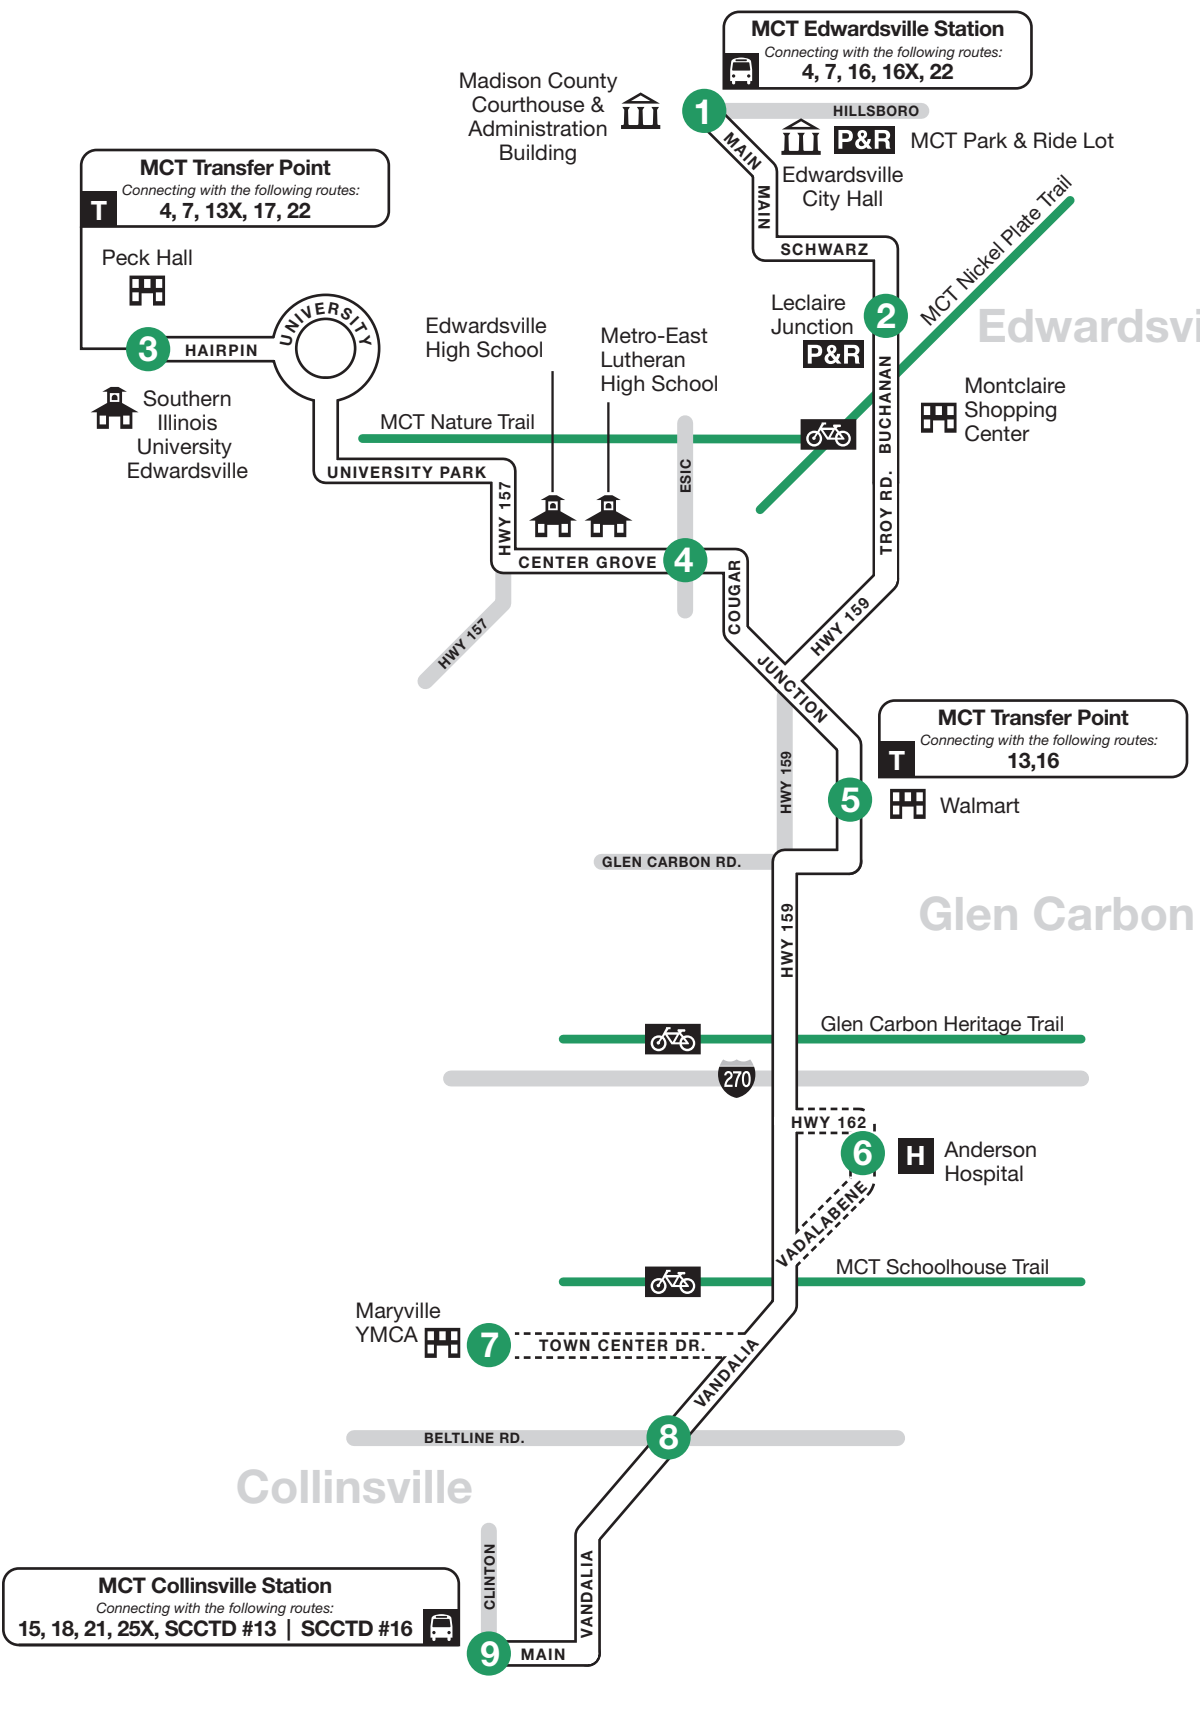 MCT Edwardsville Station
Connecting with the following routes:
4, 7, 16, 16X, 22
Madison County
Courthouse &
Administration
Building
1
HILLSBORO
MAIN
P&R
MCT Park & Ride Lot
Edwardsville
City Hall
MAIN
SCHWARZ
MCT Transfer Point
Connecting with the following routes:
T
4, 7, 13X, 17, 22
Peck Hall
3
HAIRPIN
UNIVERSITY
Southern
Illinois
University
Edwardsville
Leclaire
Junction
P&R
2
MCT Nickel Plate Trail
Edwardsvi
BUCHANAN
Montclaire
Shopping
Center
Edwardsville
High School
Metro-East
Lutheran
High School
MCT Nature Trail
UNIVERSITY PARK
HWY 157
ESIC
TROY RD.
CENTER GROVE
4
COUGAR
HWY 159
HWY 157
JUNCTION
MCT Transfer Point
Connecting with the following routes:
T
13,16
HWY 159
5
Walmart
GLEN CARBON RD.
Glen Carbon
HWY 159
Glen Carbon Heritage Trail
270
HWY 162
6
H
Anderson
Hospital
VADALABENE
MCT Schoolhouse Trail
Maryville
YMCA
7
TOWN CENTER DR.
VANDALIA
BELTLINE RD.
8
Collinsville
CLINTON
VANDALIA
MCT Collinsville Station
Connecting with the following routes:
15, 18, 21, 25X, SCCTD #13 | SCCTD #16
9
MAIN